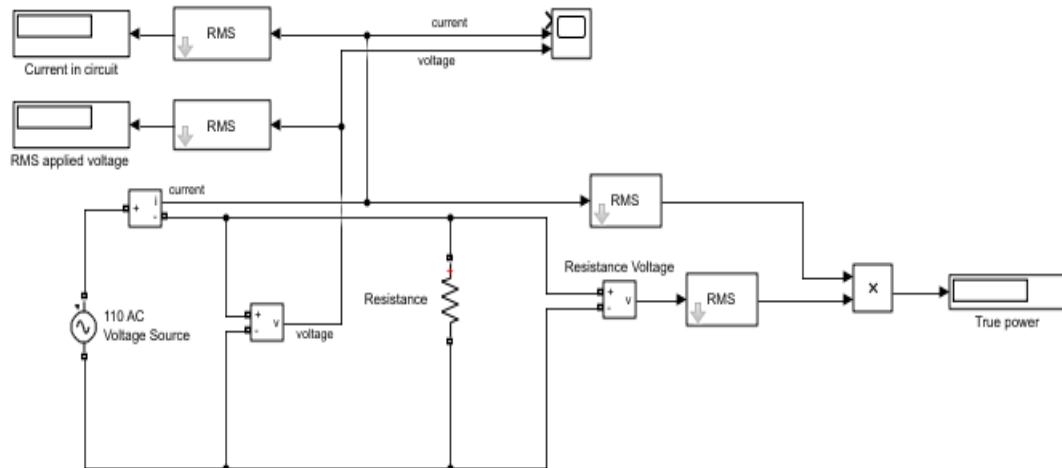 current
RMS
Current in circuit
voltage
RMS
RMS applied voltage
current
+
i
-
RMS
Resistance Voltage
+
-
v
RMS
×
True power
Resistance
+
110 AC
Voltage Source
+
-
v
voltage